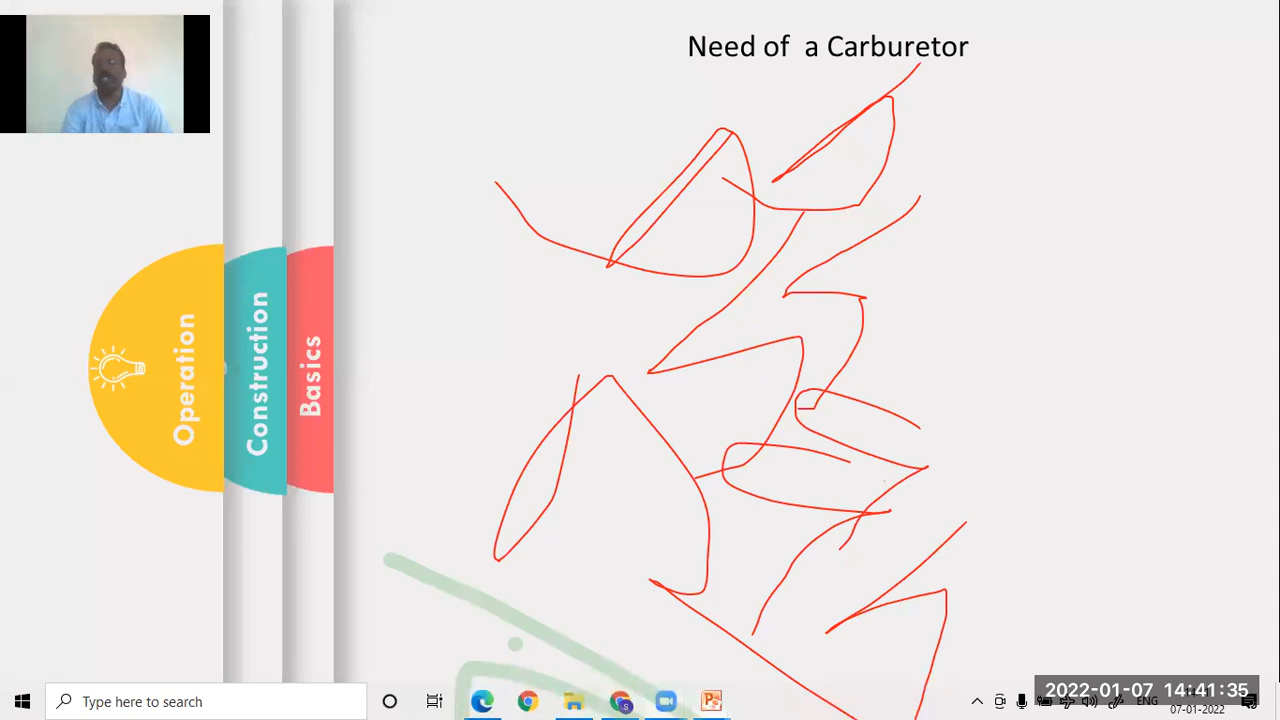 Need of a Carburetor
Operation
Construction
Basics
Type here to search
ENG
2022-01-07 14:41:35
07-01-2022